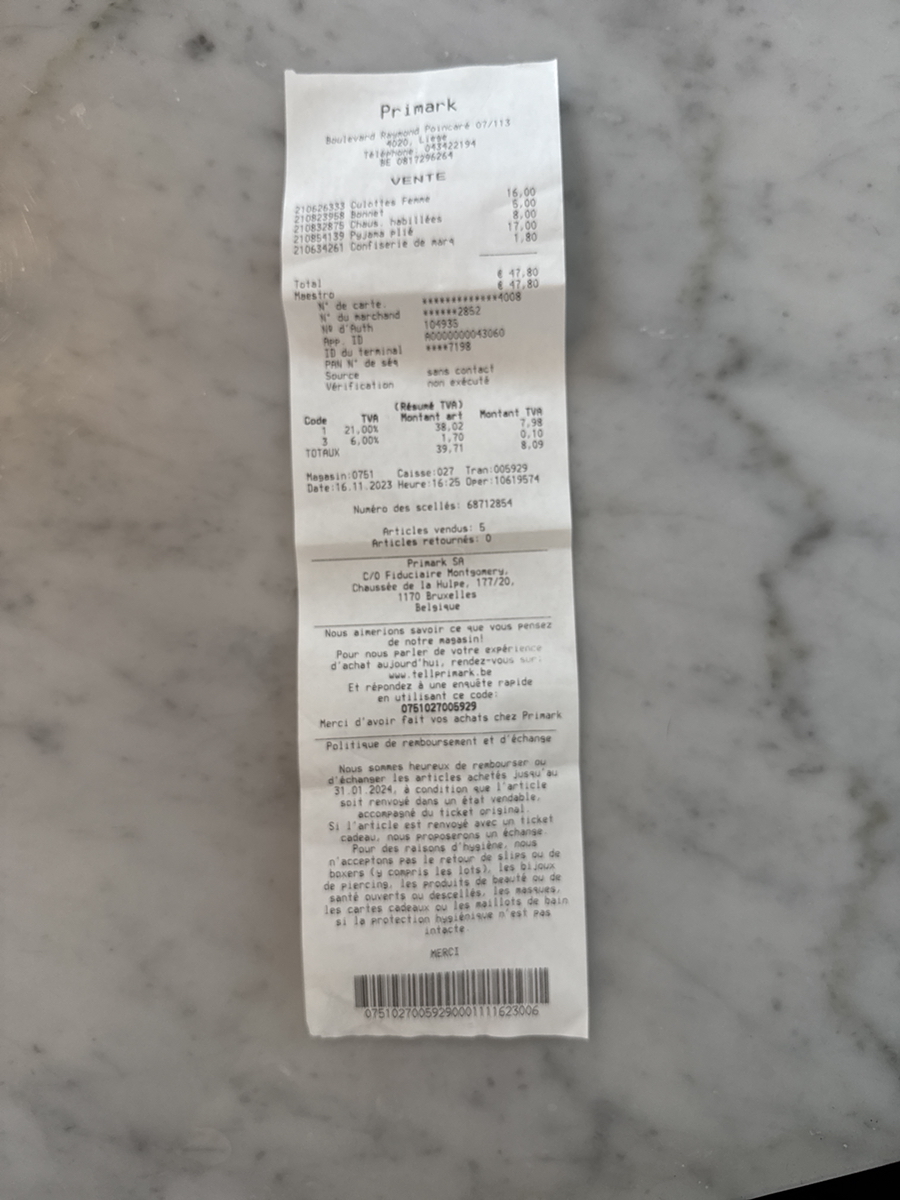 Primark
Boulevard Raymond Poincaré 07/113
4020, Liege
Téléphone, 043422194
BE 0817296264
VENTE
210626333 Culottes Femme 16,00
210823958 Bonnet 5,00
210832875 Chaus. habillées 8,00
210854139 Pyjama plié 17,00
210634261 Confiserie de marq 1,80
Total € 47,80
Maestro € 47,80
N° de carte. *************4008
N° du marchand ******2852
Nº d'Auth 104935
App. ID A0000000043060
ID du terminal ****7198
PAN N° de séq
Source sans contact
Vérification non exécuté
(Résumé TVA)
Code TVA Montant art Montant TVA
1 21,00% 38,02 7,98
3 6,00% 1,70 0,10
TOTAUX 39,71 8,09
Magasin:0751 Caisse:027 Tran:005929
Date:16.11.2023 Heure:16:25 Oper:10619574
Numéro des scellés: 68712854
Articles vendus: 5
Articles retournés: 0
Primark SA
C/O Fiduciaire Montgomery,
Chaussée de la Hulpe, 177/20,
1170 Bruxelles
Belgique
Nous aimerions savoir ce que vous pensez
de notre magasin!
Pour nous parler de votre expérience
d'achat aujourd'hui, rendez-vous sur:
www.tellprimark.be
Et répondez à une enquête rapide
en utilisant ce code:
0751027005929
Merci d'avoir fait vos achats chez Primark
Politique de remboursement et d'échange
Nous sommes heureux de rembourser ou
d'échanger les articles achetés jusqu'au
31.01.2024, à condition que l'article
soit renvoyé dans un état vendable,
accompagné du ticket original.
Si l'article est renvoyé avec un ticket
cadeau, nous proposerons un échange.
Pour des raisons d'hygiène, nous
n'acceptons pas le retour de slips ou de
boxers (y compris les lots), les bijoux
de piercing, les produits de beauté ou de
santé ouverts ou descellés, les masques,
les cartes cadeaux ou les maillots de bain
si la protection hygiénique n'est pas
intacte
MERCI
07510270059290001111623006